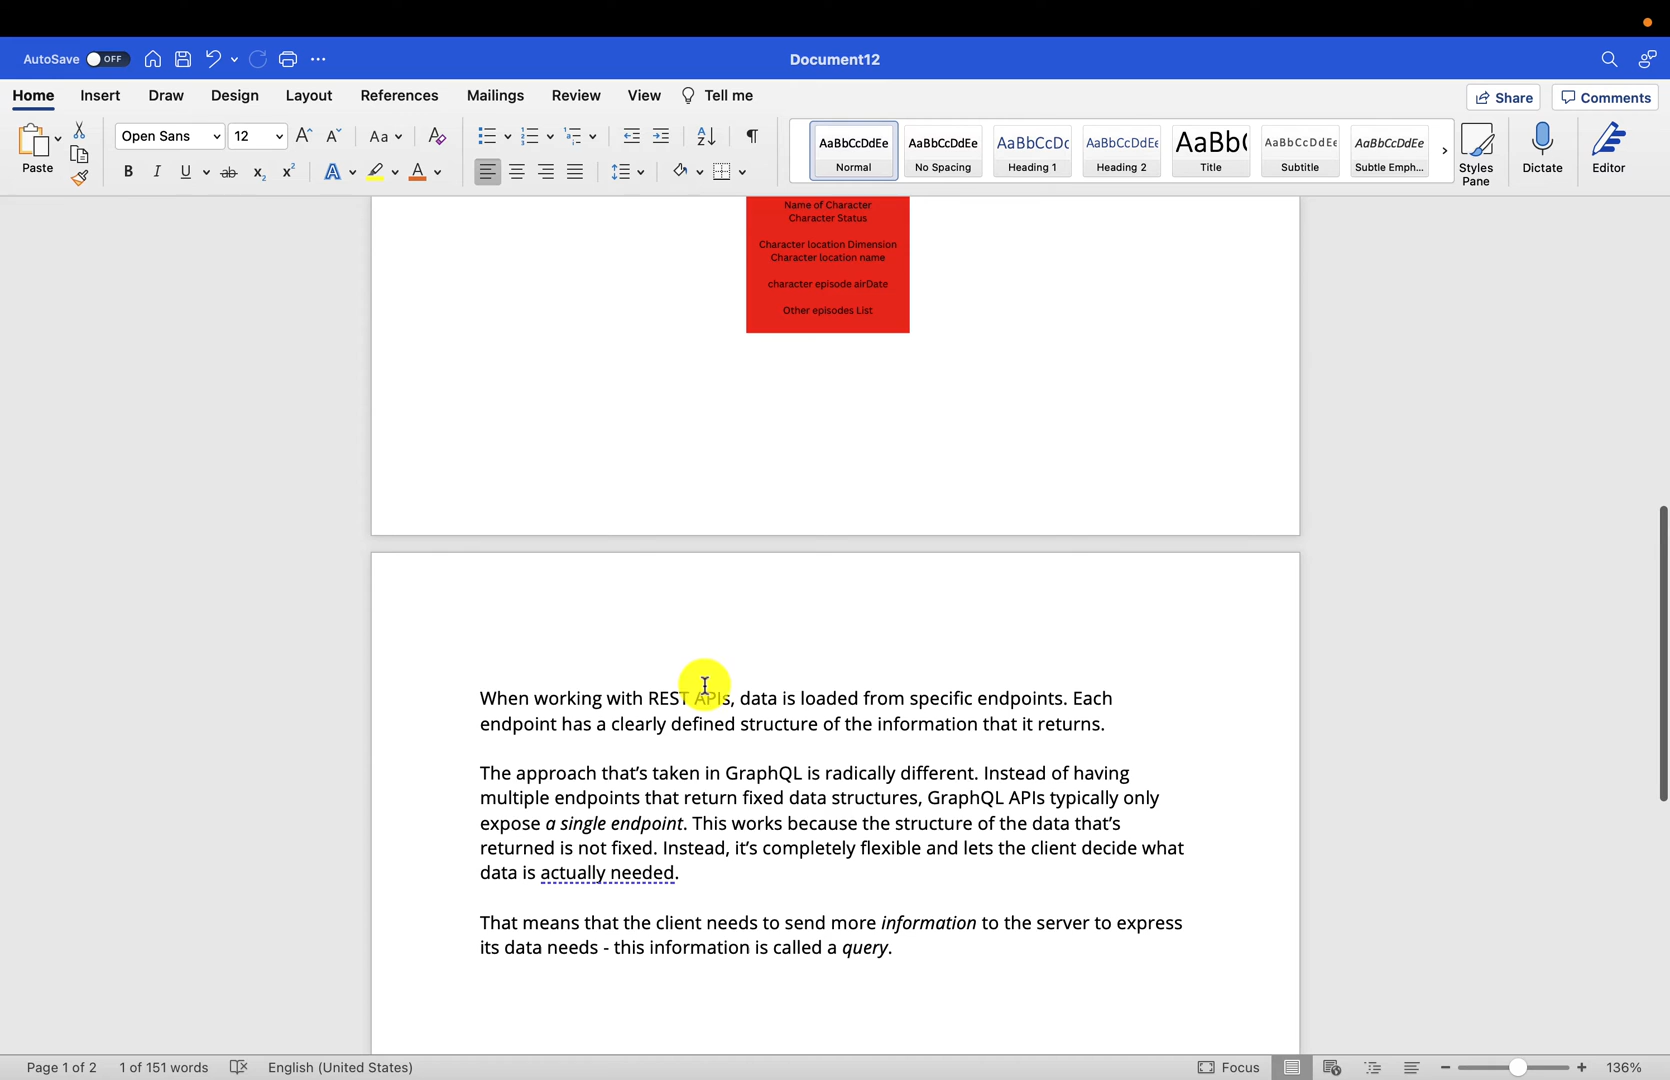 AutoSave OFF
Document12
Home Insert Draw Design Layout References Mailings Review View Tell me
Share Comments
Paste
Open Sans 12
Aa
AaBbCcDdEe AaBbCcDdEe AaBbCcDc AaBbCcDdEe AaBb( AaBbCcDdEe AaBbCcDdEe
Normal No Spacing Heading 1 Heading 2 Title Subtitle Subtle Emph...
Styles Pane
Dictate
Editor
Name of Character
Character Status
Character location Dimension
Character location name
character episode airDate
Other episodes List
When working with REST APIs, data is loaded from specific endpoints. Each
endpoint has a clearly defined structure of the information that it returns.
The approach that’s taken in GraphQL is radically different. Instead of having
multiple endpoints that return fixed data structures, GraphQL APIs typically only
expose a single endpoint. This works because the structure of the data that’s
returned is not fixed. Instead, it’s completely flexible and lets the client decide what
data is actually needed.
That means that the client needs to send more information to the server to express
its data needs - this information is called a query.
Page 1 of 2 1 of 151 words English (United States) Focus 136%